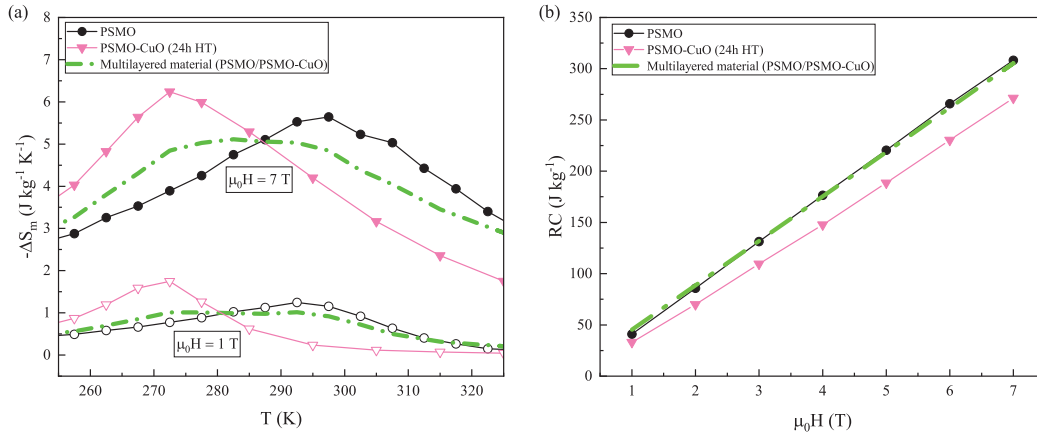 (a)
PSMO
PSMO-CuO (24h HT)
Multilayered material (PSMO/PSMO-CuO)
8
7
6
5
4
3
2
1
0
-ΔSₘ (J kg⁻¹ K⁻¹)
μ₀H = 7 T
μ₀H = 1 T
260 270 280 290 300 310 320
T (K)
(b)
PSMO
PSMO-CuO (24h HT)
Multilayered material (PSMO/PSMO-CuO)
350
300
250
200
150
100
50
0
RC (J kg⁻¹)
1 2 3 4 5 6 7
μ₀H (T)